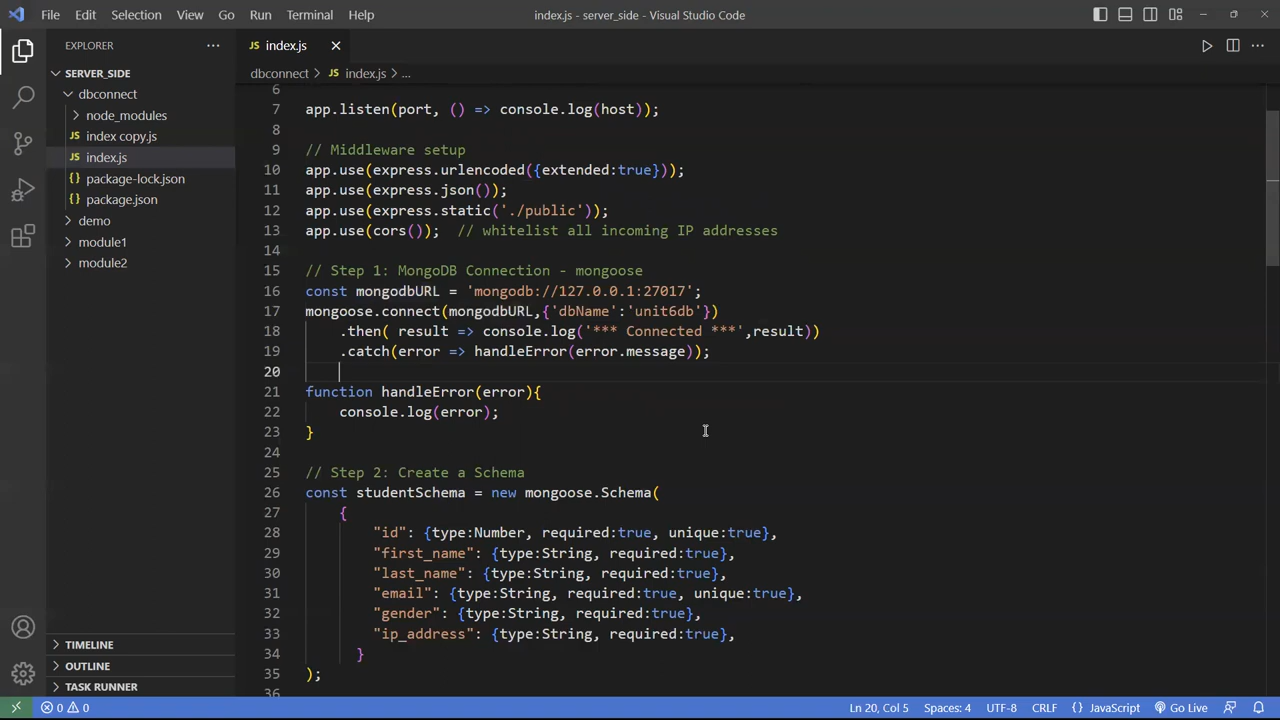 File Edit Selection View Go Run Terminal Help index.js - server_side - Visual Studio Code
EXPLORER
SERVER_SIDE
dbconnect
node_modules
index copy.js
index.js
package-lock.json
package.json
demo
module1
module2
TIMELINE
OUTLINE
TASK RUNNER
JS index.js
dbconnect > JS index.js > ...
6
7 app.listen(port, () => console.log(host));
8
9 // Middleware setup
10 app.use(express.urlencoded({extended:true}));
11 app.use(express.json());
12 app.use(express.static('./public'));
13 app.use(cors());  // whitelist all incoming IP addresses
14
15 // Step 1: MongoDB Connection - mongoose
16 const mongodbURL = 'mongodb://127.0.0.1:27017';
17 mongoose.connect(mongodbURL,{'dbName':'unit6db'})
18     .then( result => console.log('*** Connected ***',result))
19     .catch(error => handleError(error.message));
20
21 function handleError(error){
22     console.log(error);
23 }
24
25 // Step 2: Create a Schema
26 const studentSchema = new mongoose.Schema(
27     {
28         "id": {type:Number, required:true, unique:true},
29         "first_name": {type:String, required:true},
30         "last_name": {type:String, required:true},
31         "email": {type:String, required:true, unique:true},
32         "gender": {type:String, required:true},
33         "ip_address": {type:String, required:true},
34     }
35 );
36
0 0 Ln 20, Col 5 Spaces: 4 UTF-8 CRLF {} JavaScript Go Live